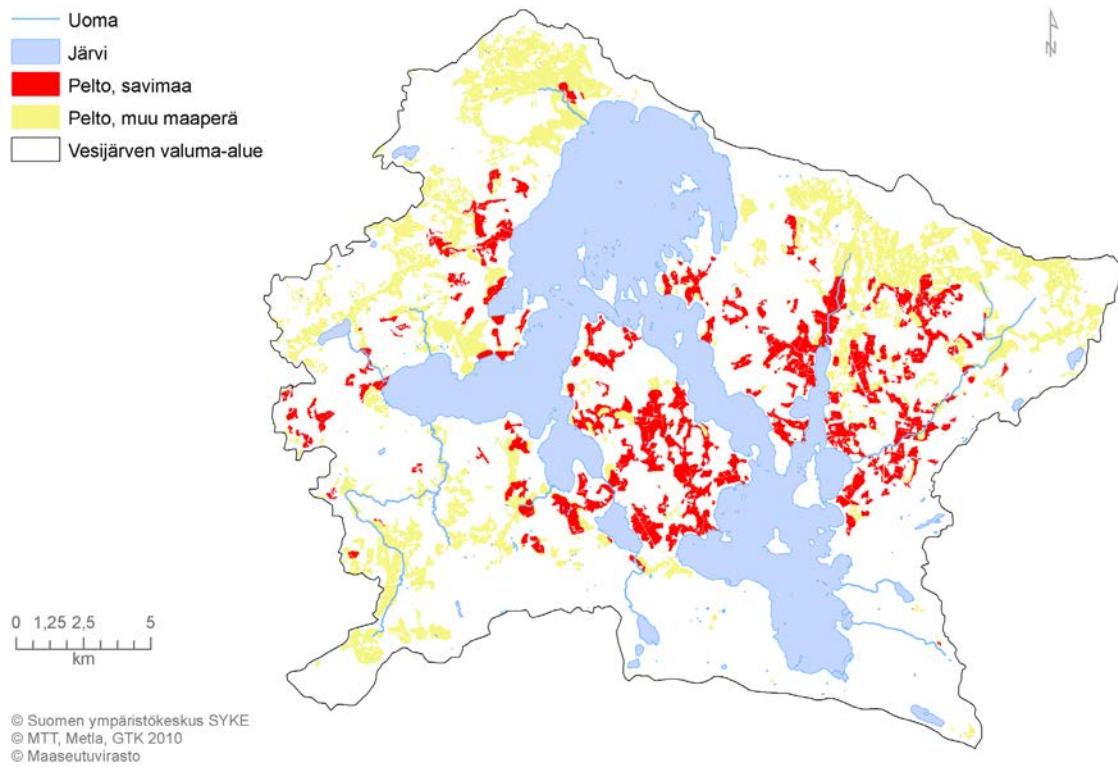 Uoma
Järvi
Pelto, savimaa
Pelto, muu maaperä
Vesijärven valuma-alue
N
0 1,25 2,5 5
km
© Suomen ympäristökeskus SYKE
© MTT, Metla, GTK 2010
© Maaseutuvirasto